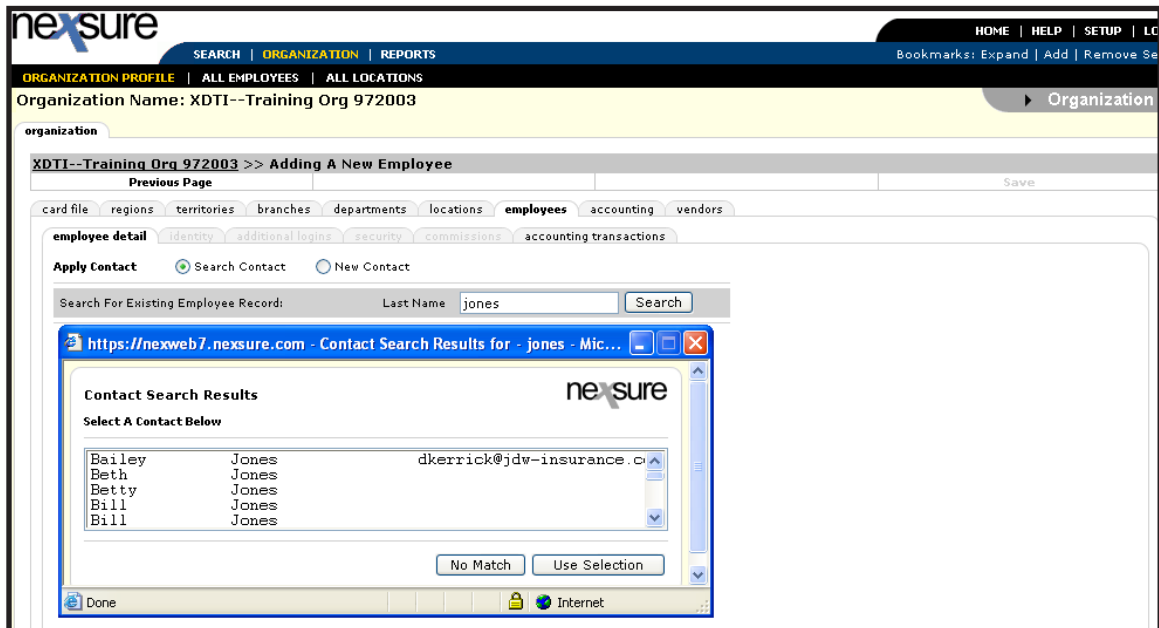 nexsure
HOME | HELP | SETUP | LO
SEARCH | ORGANIZATION | REPORTS
Bookmarks: Expand | Add | Remove Se
ORGANIZATION PROFILE | ALL EMPLOYEES | ALL LOCATIONS
Organization Name: XDTI--Training Org 972003
Organization
organization
XDTI--Training Org 972003 >> Adding A New Employee
Previous Page Save
card file regions territories branches departments locations employees accounting vendors
employee detail identity additional logins security commissions accounting transactions
Apply Contact Search Contact New Contact
Search For Existing Employee Record: Last Name jones Search
https://nexweb7.nexsure.com - Contact Search Results for - jones - Mic...
nexsure
Contact Search Results
Select A Contact Below
Bailey Jones dkerrick@jdw-insurance.c
Beth Jones
Betty Jones
Bill Jones
Bill Jones
No Match Use Selection
Done Internet